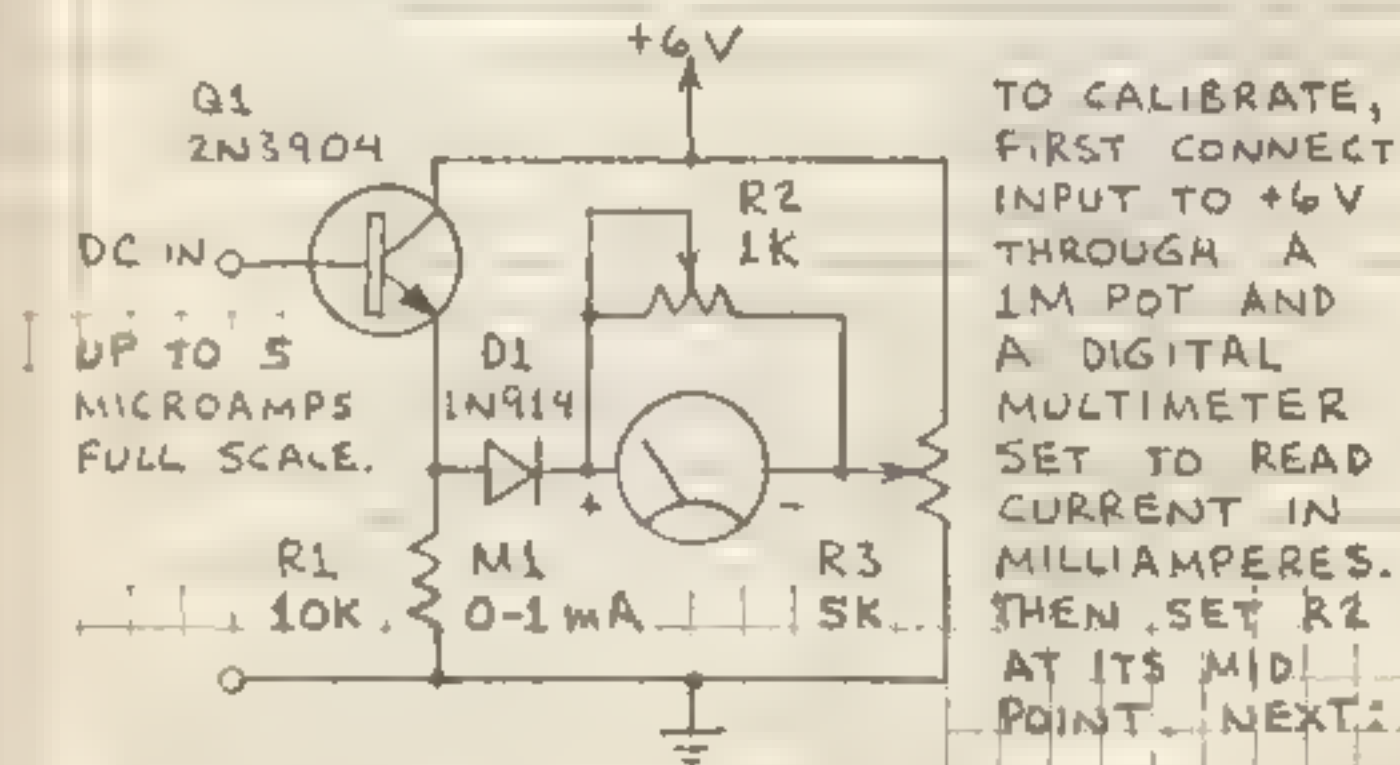 +6V
Q1
2N3904
DC IN
UP TO 5
MICROAMPS
FULL SCALE.
R2
1K
D1
1N914
+
-
R1
10K
M1
0-1 mA
R3
5K
TO CALIBRATE,
FIRST CONNECT
INPUT TO +6V
THROUGH A
1M POT AND
A DIGITAL
MULTIMETER
SET TO READ
CURRENT IN
MILLIAMPERES.
THEN SET R2
AT ITS MID
POINT. NEXT: